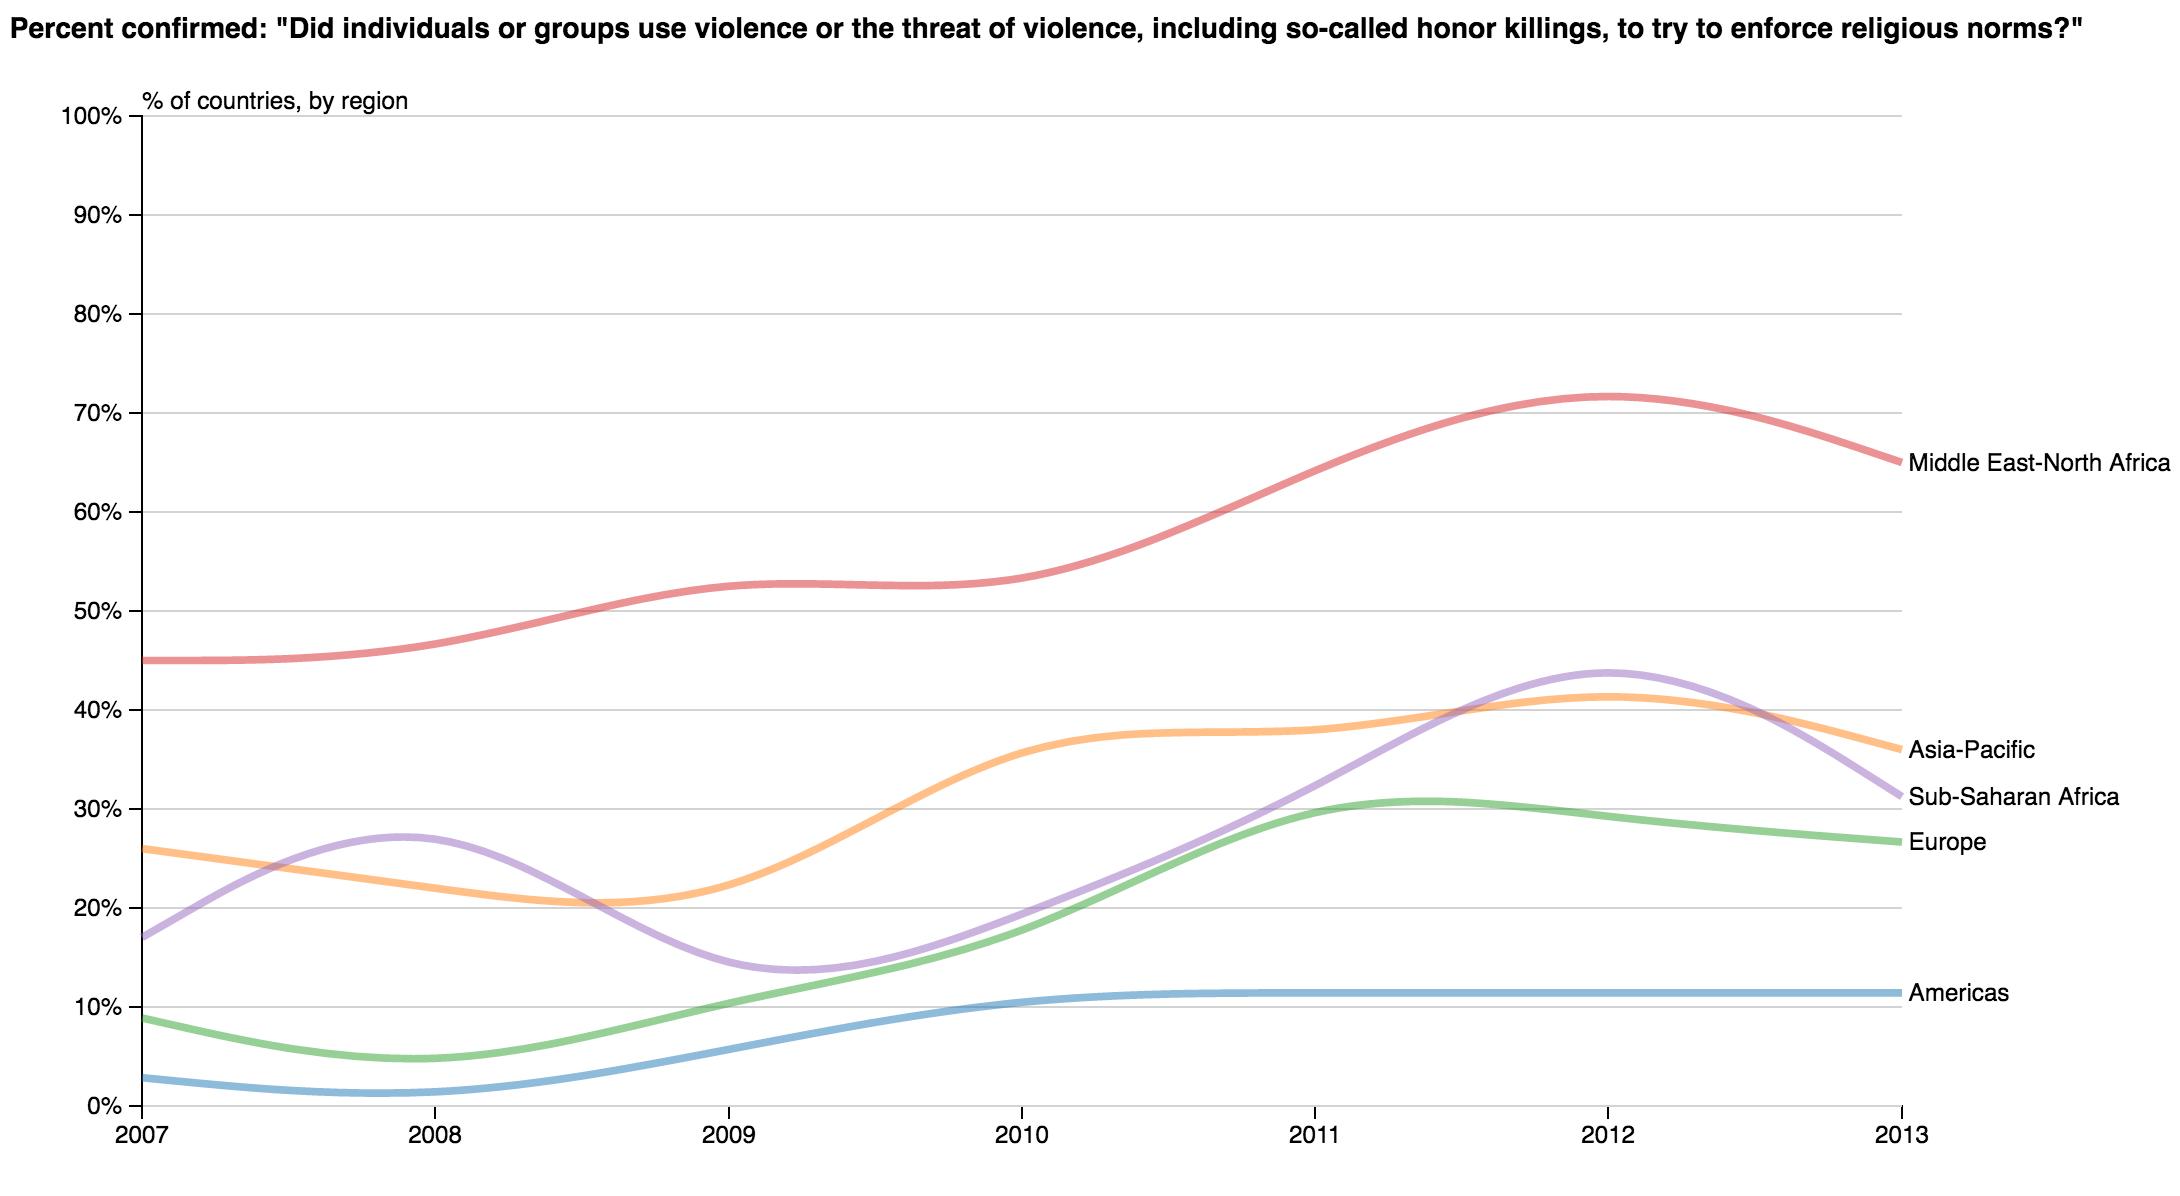 Percent confirmed: "Did individuals or groups use violence or the threat of violence, including so-called honor killings, to try to enforce religious norms?"
% of countries, by region
100%
90%
80%
70%
60%
50%
40%
30%
20%
10%
0%
Middle East-North Africa
Asia-Pacific
Sub-Saharan Africa
Europe
Americas
2007 2008 2009 2010 2011 2012 2013